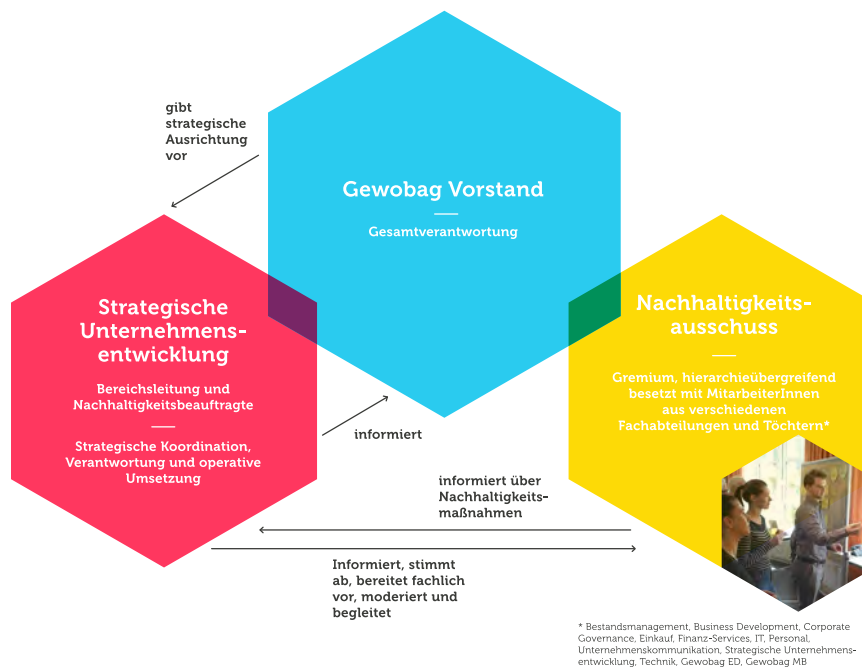 gibt
strategische
Ausrichtung
vor
Gewobag Vorstand
Gesamtverantwortung
Strategische
Unternehmens-
entwicklung
Bereichsleitung und
Nachhaltigkeitsbeauftragte
Strategische Koordination,
Verantwortung und operative
Umsetzung
Nachhaltigkeits-
ausschuss
Gremium, hierarchieübergreifend
besetzt mit MitarbeiterInnen
aus verschiedenen
Fachabteilungen und Töchtern*
informiert
informiert über
Nachhaltigkeits-
maßnahmen
Informiert, stimmt
ab, bereitet fachlich
vor, moderiert und
begleitet
* Bestandsmanagement, Business Development, Corporate
Governance, Einkauf, Finanz-Services, IT, Personal,
Unternehmenskommunikation, Strategische Unternehmens-
entwicklung, Technik, Gewobag ED, Gewobag MB